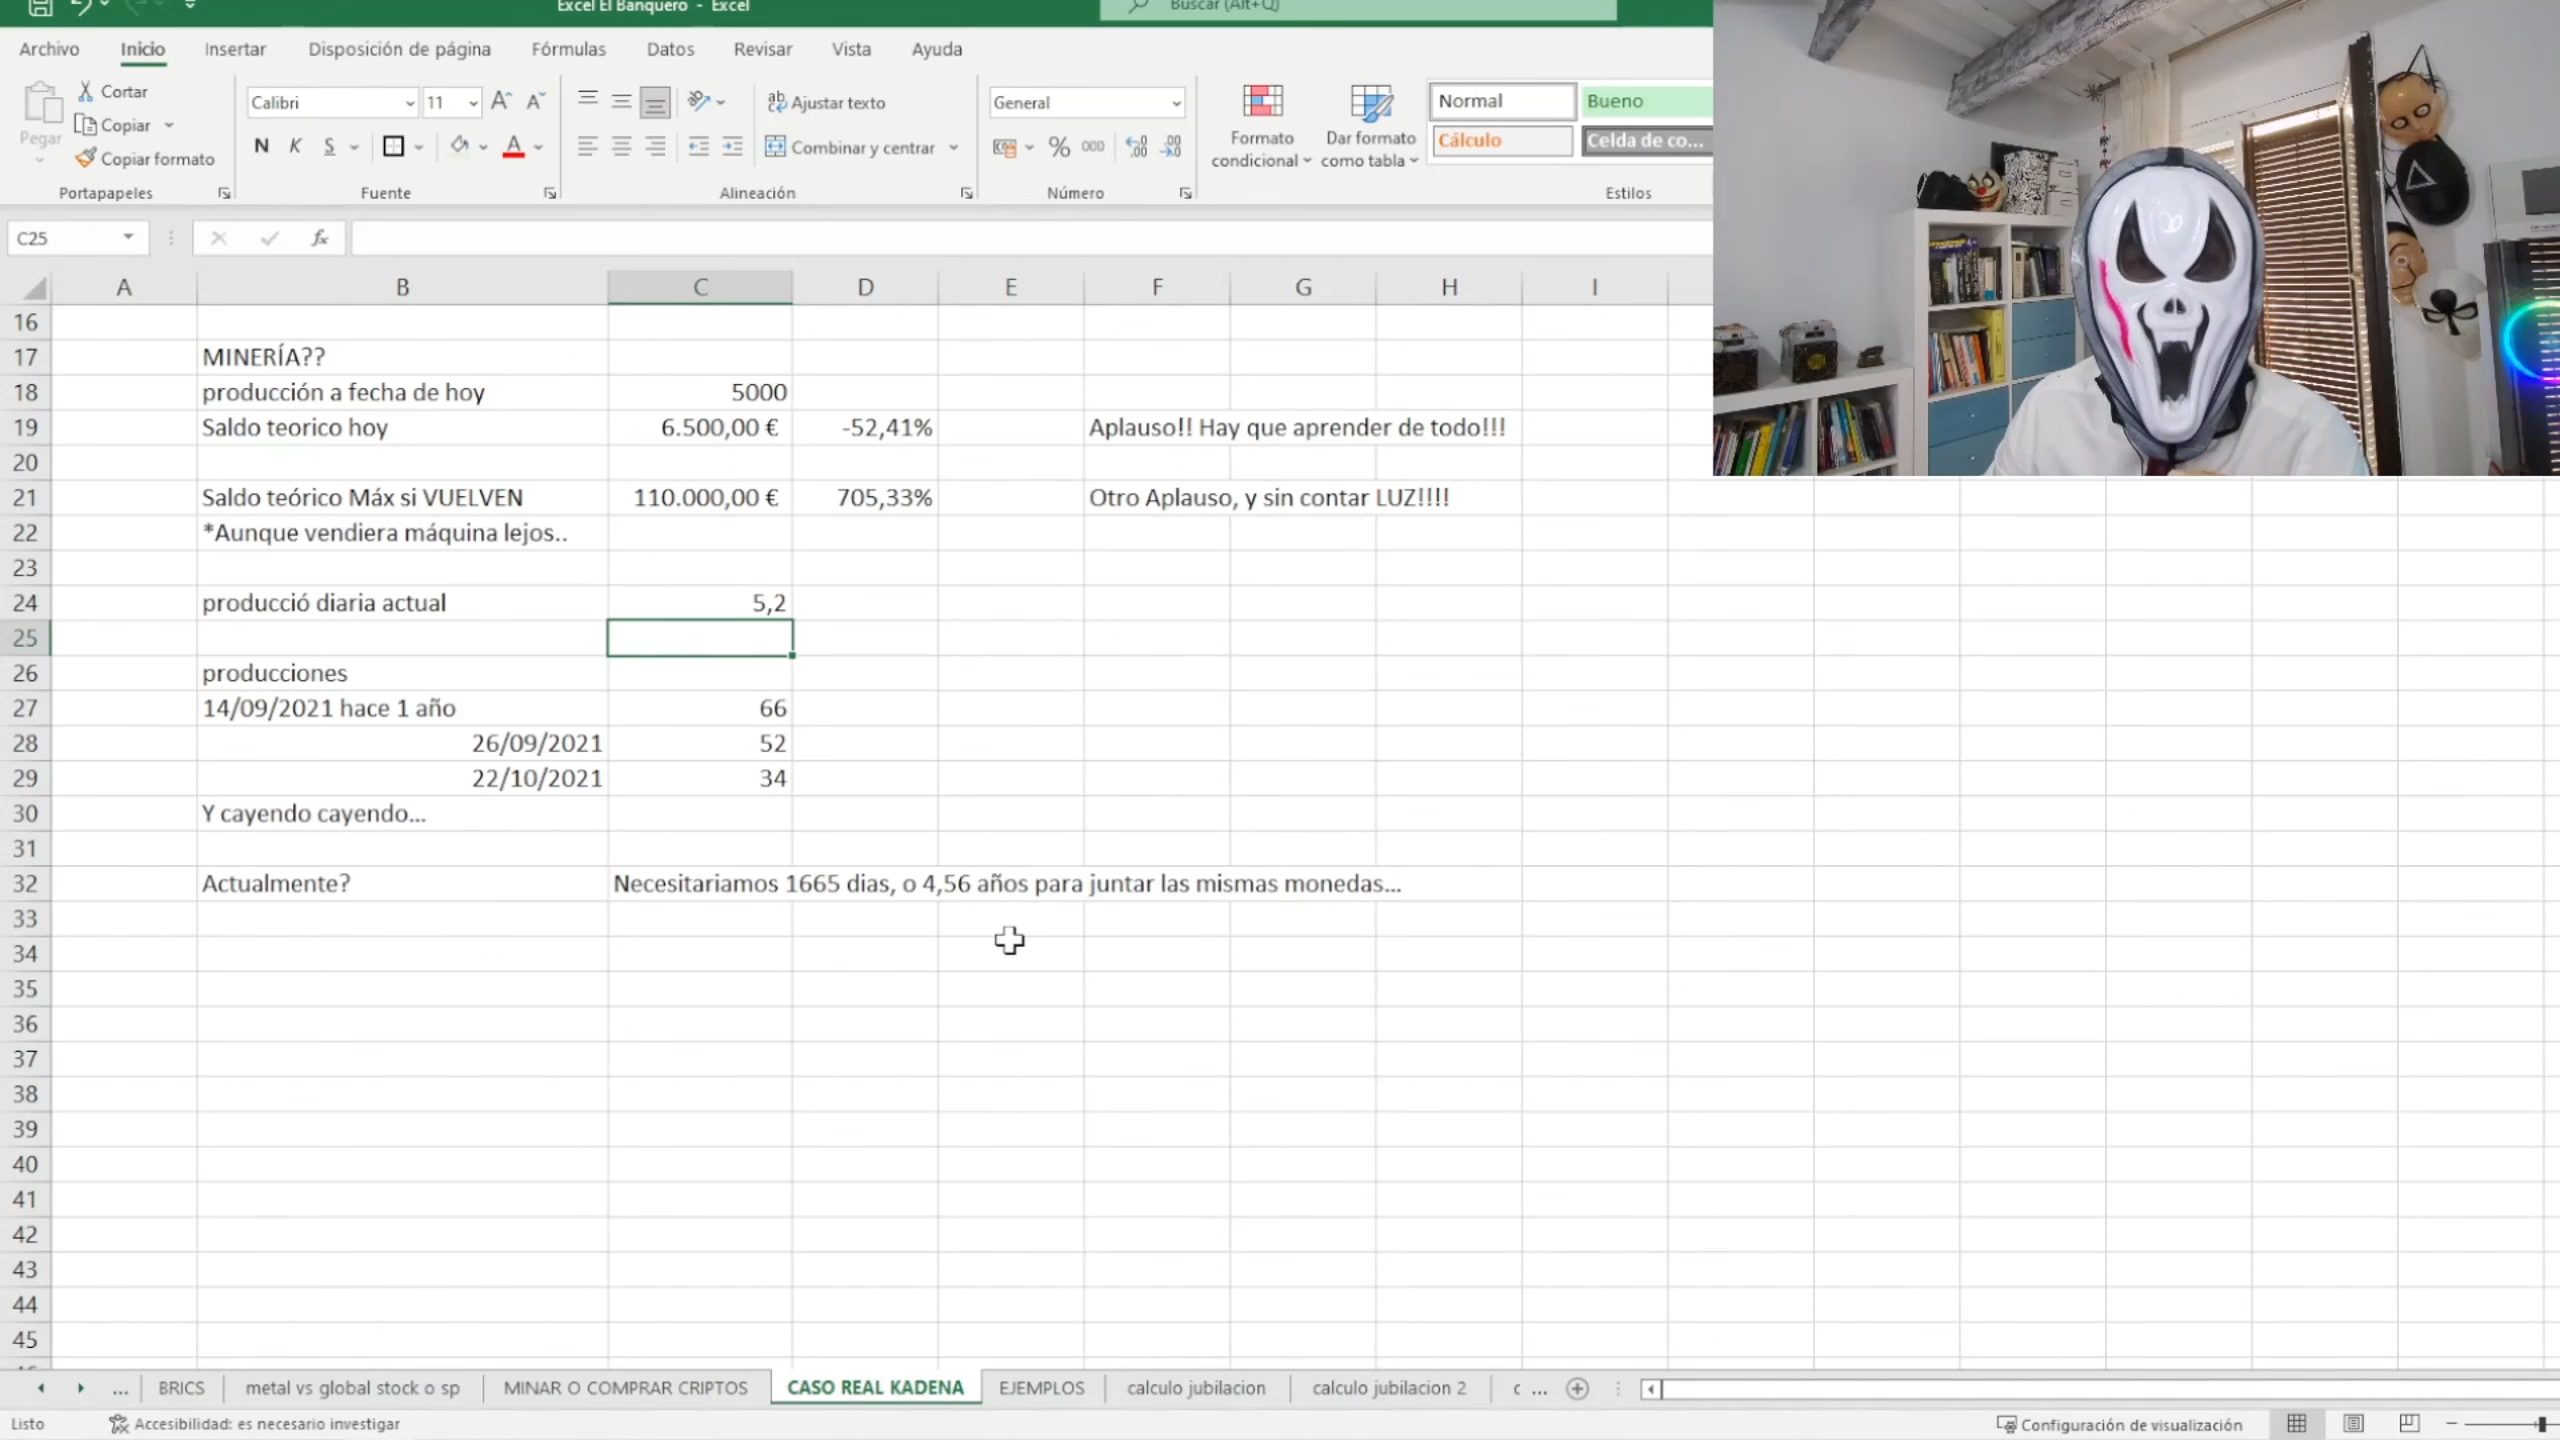 Excel El Banquero - Excel
Buscar (Alt+Q)
Archivo Inicio Insertar Disposición de página Fórmulas Datos Revisar Vista Ayuda
Pegar
Cortar
Copiar
Copiar formato
Portapapeles
Calibri 11
N K S A
Fuente
Ajustar texto
Combinar y centrar
Alineación
General
% 000
Número
Formato condicional
Dar formato como tabla
Normal Bueno
Cálculo Celda de co...
Estilos
C25 fx
A B C D E F G H I
16
17 MINERÍA??
18 producción a fecha de hoy 5000
19 Saldo teorico hoy 6.500,00 € -52,41% Aplauso!! Hay que aprender de todo!!!
20
21 Saldo teórico Máx si VUELVEN 110.000,00 € 705,33% Otro Aplauso, y sin contar LUZ!!!!
22 *Aunque vendiera máquina lejos..
23
24 producció diaria actual 5,2
25
26 producciones
27 14/09/2021 hace 1 año 66
28 26/09/2021 52
29 22/10/2021 34
30 Y cayendo cayendo...
31
32 Actualmente? Necesitariamos 1665 dias, o 4,56 años para juntar las mismas monedas...
33
34
35
36
37
38
39
40
41
42
43
44
45
... BRICS metal vs global stock o sp MINAR O COMPRAR CRIPTOS CASO REAL KADENA EJEMPLOS calculo jubilacion calculo jubilacion 2 c ...
Listo Accesibilidad: es necesario investigar Configuración de visualización